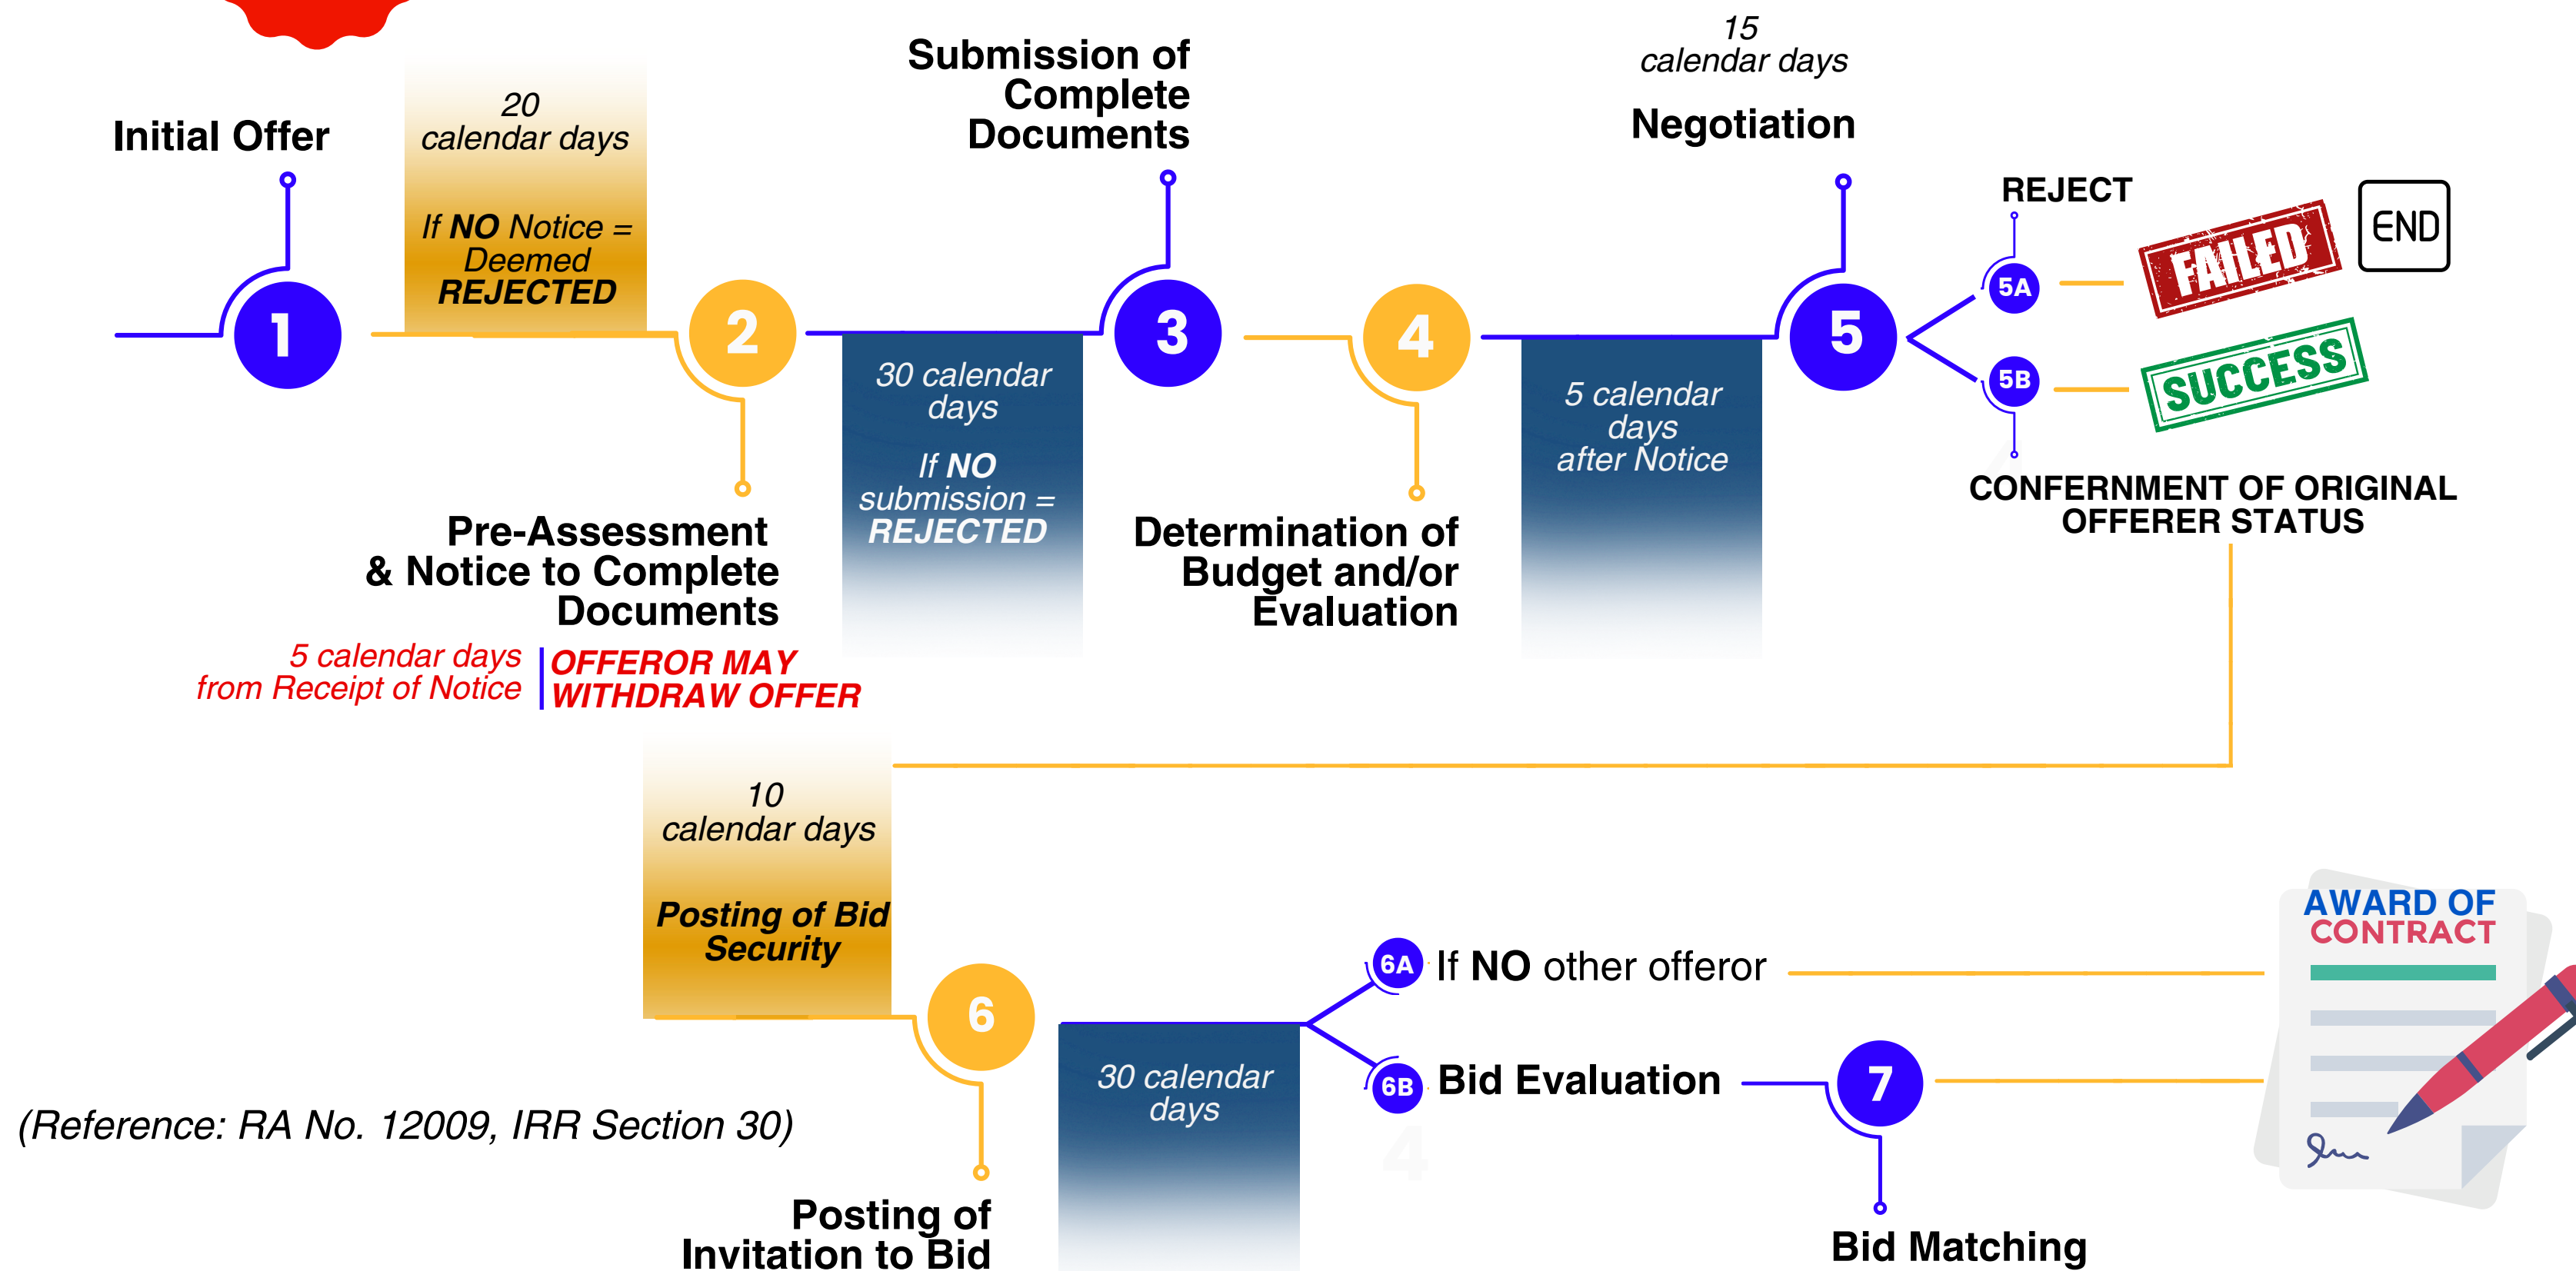 Initial Offer
1
20
calendar days
If NO Notice =
Deemed
REJECTED
2
Pre-Assessment
& Notice to Complete
Documents
5 calendar days
from Receipt of Notice
OFFEROR MAY
WITHDRAW OFFER
30 calendar
days
If NO
submission =
REJECTED
Submission of
Complete
Documents
3
4
Determination of
Budget and/or
Evaluation
5 calendar
days
after Notice
15
calendar days
Negotiation
5
REJECT
5A
FAILED
END
5B
SUCCESS
CONFERNMENT OF ORIGINAL
OFFERER STATUS
10
calendar days
Posting of Bid
Security
6
Posting of
Invitation to Bid
30 calendar
days
6A
If NO other offeror
6B
Bid Evaluation
4
7
Bid Matching
AWARD OF
CONTRACT
(Reference: RA No. 12009, IRR Section 30)